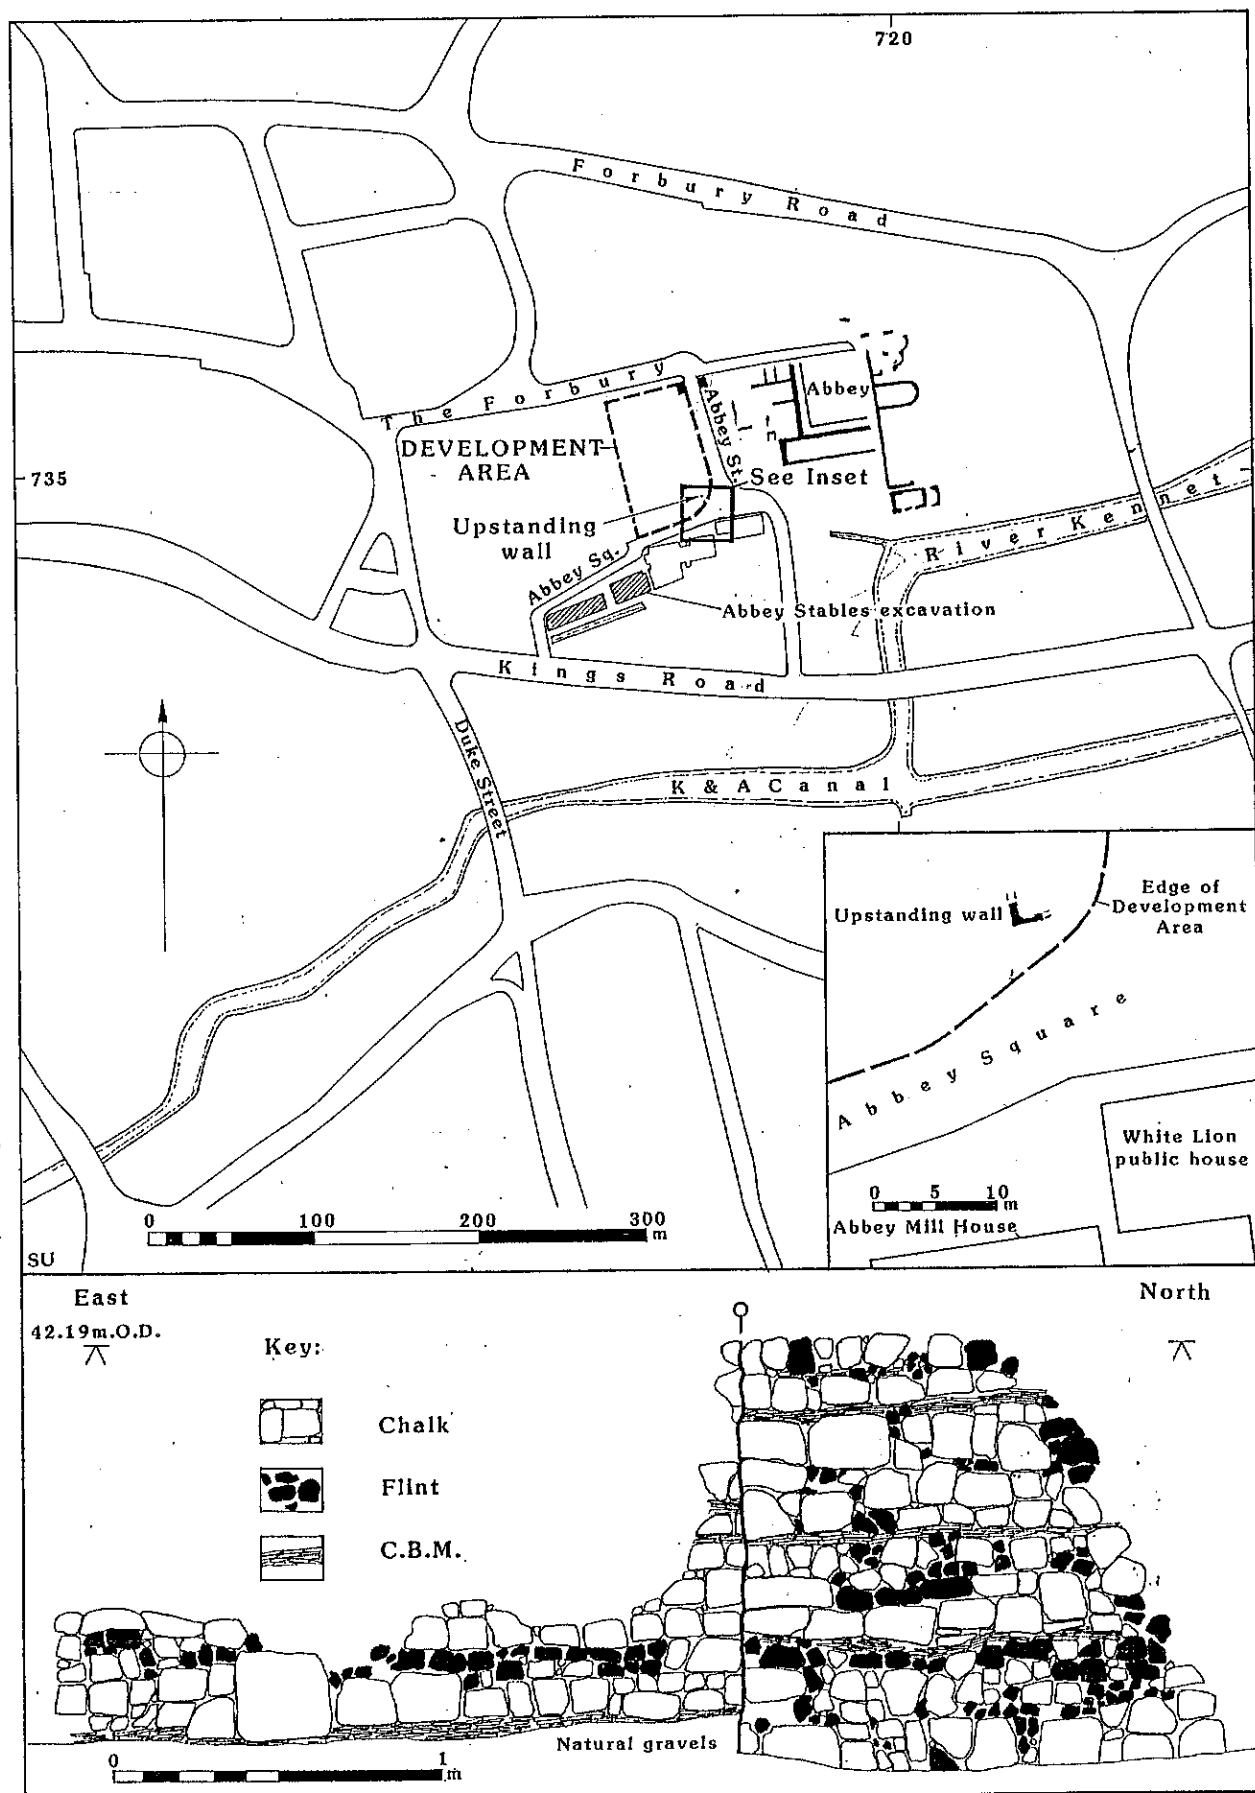 720
Forbury Road
The Forbury
Abbey St.
Abbey
DEVELOPMENT
AREA
735
See Inset
Upstanding
wall
River Kennet
Abbey Sq.
Abbey Stables excavation
Kings Road
Duke Street
K & A Canal
Upstanding wall
Edge of
Development
Area
Abbey Square
White Lion
public house
0 5 10 m
Abbey Mill House
0 100 200 300 m
SU
East
North
42.19m.O.D.
Key:
Chalk
Flint
C.B.M.
Natural gravels
0 1 m